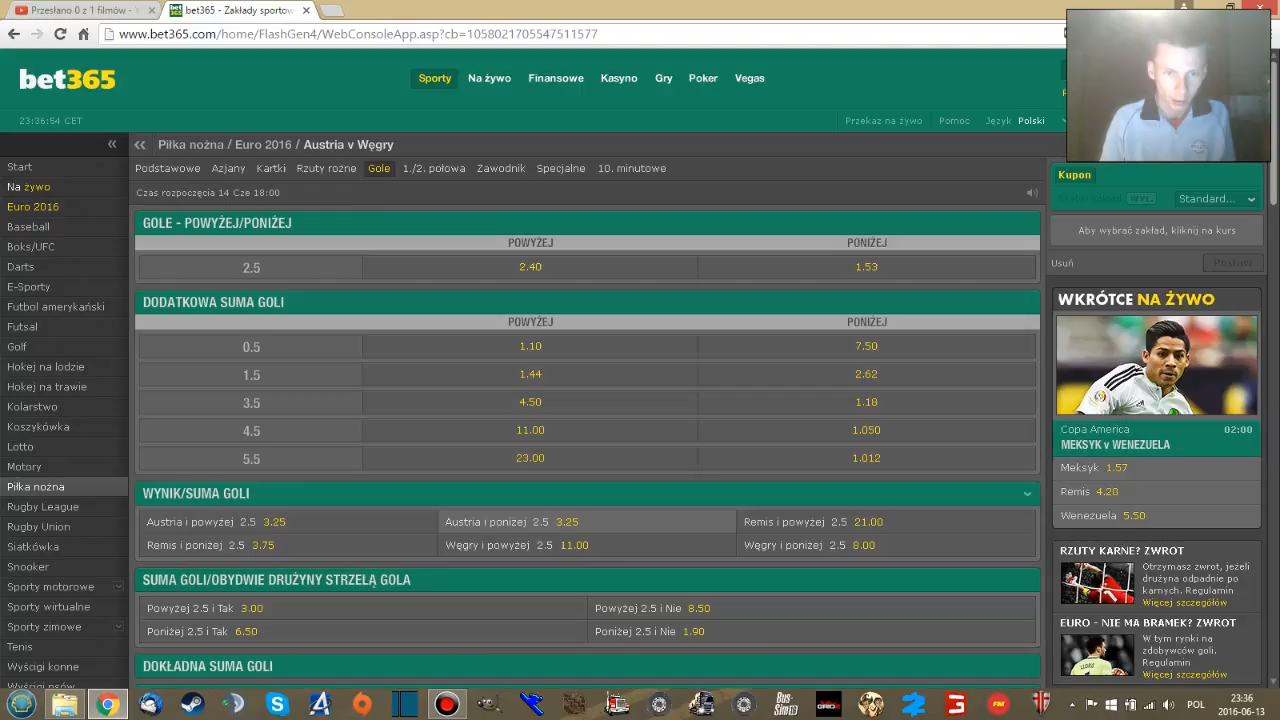 Przesłano 0 z 1 filmów -
bet365 - Zakłady sportow
www.bet365.com/home/FlashGen4/WebConsoleApp.asp?cb=1058021705547511577
bet365
Sporty Na żywo Finansowe Kasyno Gry Poker Vegas
23:36:54 CET
Przekaz na żywo Pomoc Język Polski
Piłka nożna / Euro 2016 / Austria v Węgry
Podstawowe Azjany Kartki Rzuty rożne Gole 1./2. połowa Zawodnik Specjalne 10. minutowe
Czas rozpoczęcia 14 Cze 18:00
Start
Na żywo
Euro 2016
Baseball
Boks/UFC
Darts
E-Sporty
Futbol amerykański
Futsal
Golf
Hokej na lodzie
Hokej na trawie
Kolarstwo
Koszykówka
Lotto
Motory
Piłka nożna
Rugby League
Rugby Union
Siatkówka
Snooker
Sporty motorowe
Sporty wirtualne
Sporty zimowe
Tenis
Wyścigi konne
Wyścigi psów
GOLE - POWYŻEJ/PONIŻEJ
POWYŻEJ PONIŻEJ
2.5 2.40 1.53
DODATKOWA SUMA GOLI
POWYŻEJ PONIŻEJ
0.5 1.10 7.50
1.5 1.44 2.62
3.5 4.50 1.18
4.5 11.00 1.050
5.5 23.00 1.012
WYNIK/SUMA GOLI
Austria i powyżej 2.5 3.25 Austria i poniżej 2.5 3.25 Remis i powyżej 2.5 21.00
Remis i poniżej 2.5 3.75 Węgry i powyżej 2.5 11.00 Węgry i poniżej 2.5 8.00
SUMA GOLI/OBYDWIE DRUŻYNY STRZELĄ GOLA
Powyżej 2.5 i Tak 3.00 Powyżej 2.5 i Nie 8.50
Poniżej 2.5 i Tak 6.50 Poniżej 2.5 i Nie 1.90
DOKŁADNA SUMA GOLI
Kupon
Standard...
Aby wybrać zakład, kliknij na kurs
Usuń Postaw
WKRÓTCE NA ŻYWO
Copa America 02:00
MEKSYK v WENEZUELA
Meksyk 1.57
Remis 4.20
Wenezuela 5.50
RZUTY KARNE? ZWROT
Otrzymasz zwrot, jeżeli
drużyna odpadnie po
karnych. Regulamin
Więcej szczegółów
EURO - NIE MA BRAMEK? ZWROT
W tym rynki na
zdobywców goli.
Regulamin
Więcej szczegółów
POL
23:36
2016-06-13